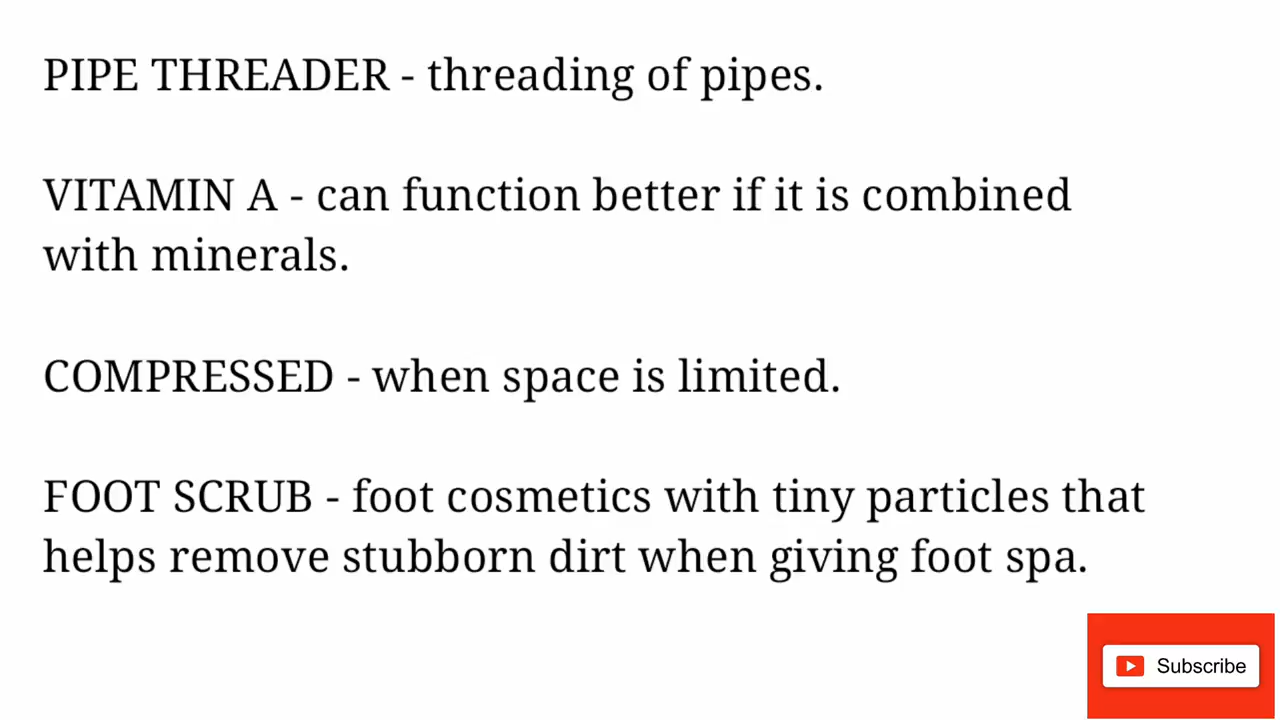 PIPE THREADER - threading of pipes.
VITAMIN A - can function better if it is combined
with minerals.
COMPRESSED - when space is limited.
FOOT SCRUB - foot cosmetics with tiny particles that
helps remove stubborn dirt when giving foot spa.
Subscribe